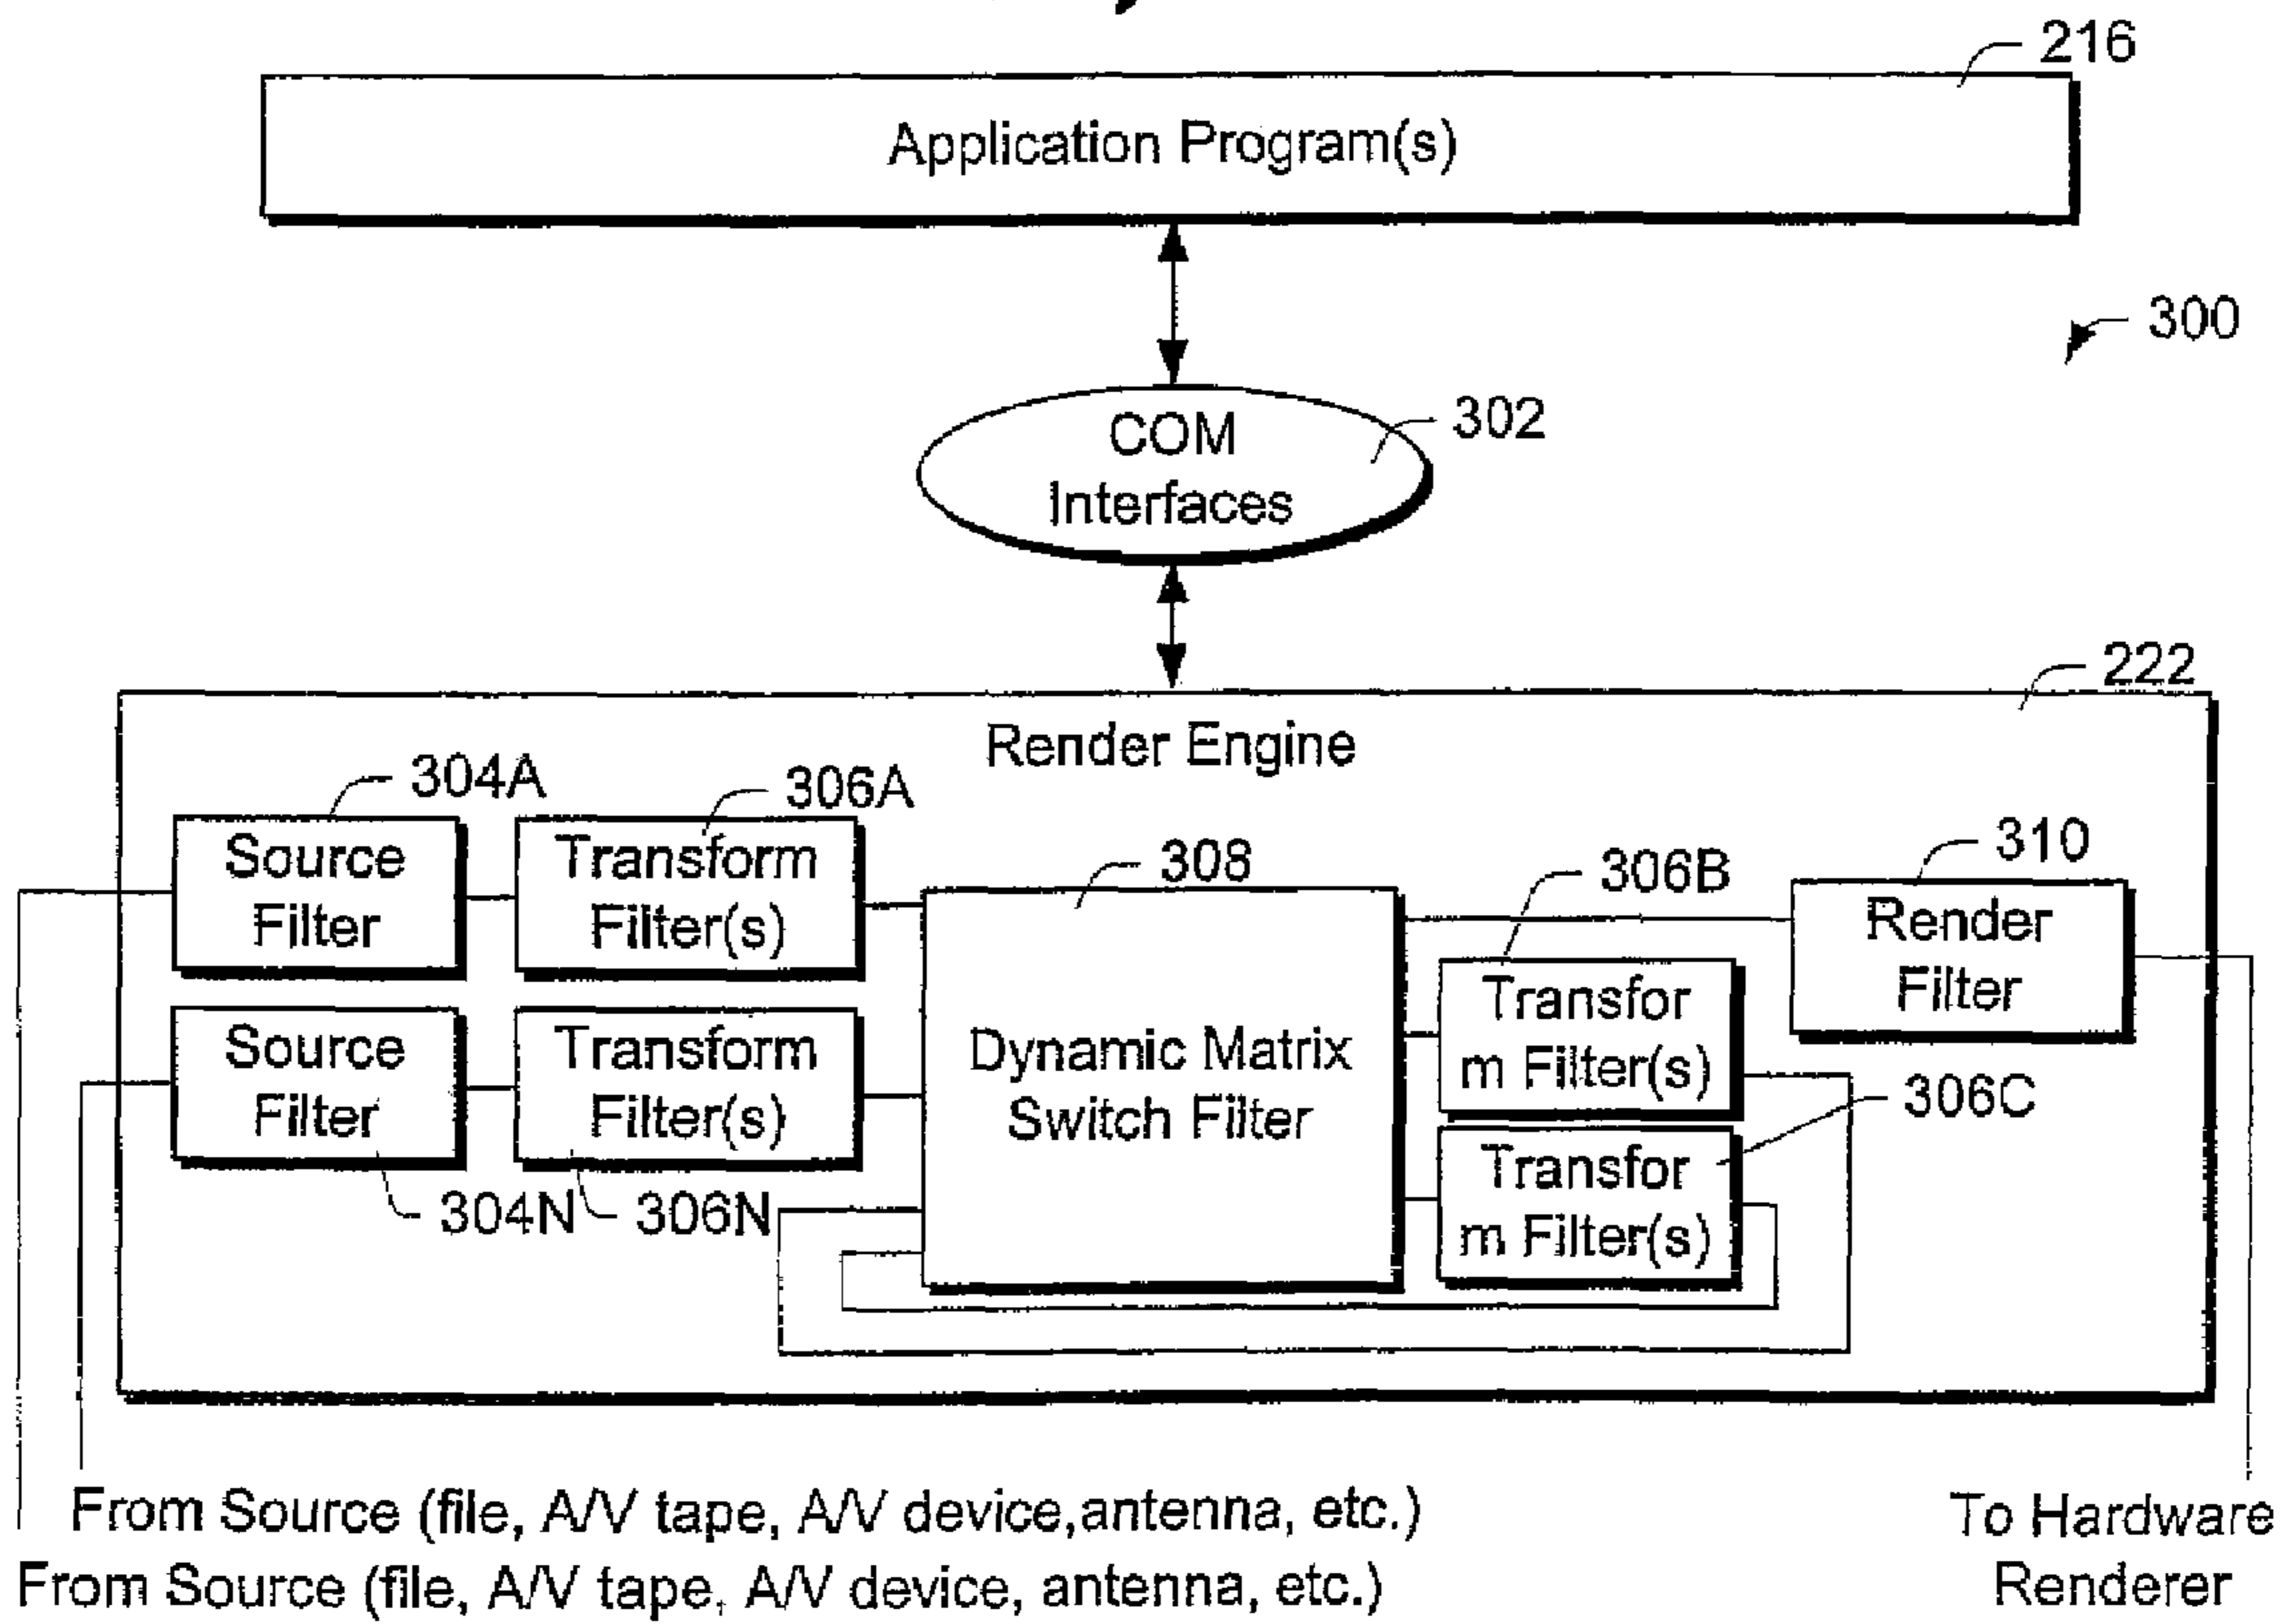 216
Application Program(s)
300
COM
Interfaces
302
222
Render Engine
304A
306A
Source
Filter
Transform
Filter(s)
308
306B
310
Render
Filter
Source
Filter
Transform
Filter(s)
Dynamic Matrix
Switch Filter
Transfor
m Filter(s)
306C
Transfor
m Filter(s)
304N
306N
From Source (file, A/V tape, A/V device,antenna, etc.)
From Source (file, A/V tape, A/V device, antenna, etc.)
To Hardware
Renderer